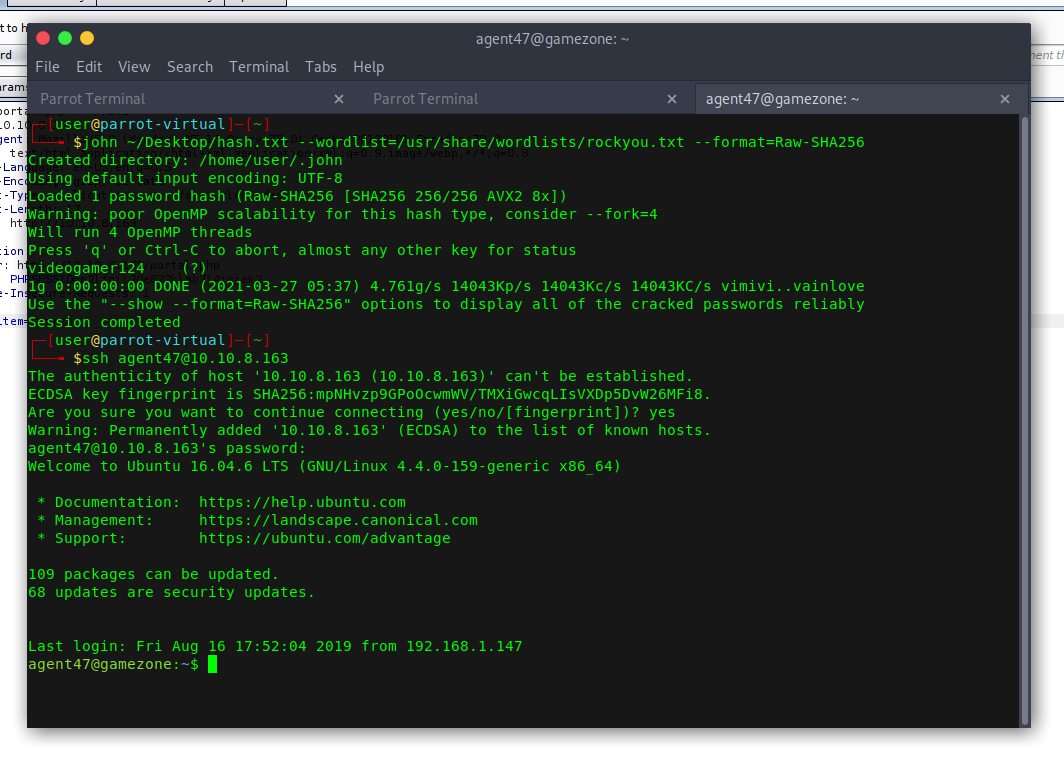 agent47@gamezone: ~
File Edit View Search Terminal Tabs Help
Parrot Terminal × Parrot Terminal × agent47@gamezone: ~ ×
┌─[user@parrot-virtual]─[~]
└──╼ $john ~/Desktop/hash.txt --wordlist=/usr/share/wordlists/rockyou.txt --format=Raw-SHA256
Created directory: /home/user/.john
Using default input encoding: UTF-8
Loaded 1 password hash (Raw-SHA256 [SHA256 256/256 AVX2 8x])
Warning: poor OpenMP scalability for this hash type, consider --fork=4
Will run 4 OpenMP threads
Press 'q' or Ctrl-C to abort, almost any other key for status
videogamer124    (?)
1g 0:00:00:00 DONE (2021-03-27 05:37) 4.761g/s 14043Kp/s 14043Kc/s 14043KC/s vimivi..vainlove
Use the "--show --format=Raw-SHA256" options to display all of the cracked passwords reliably
Session completed
┌─[user@parrot-virtual]─[~]
└──╼ $ssh agent47@10.10.8.163
The authenticity of host '10.10.8.163 (10.10.8.163)' can't be established.
ECDSA key fingerprint is SHA256:mpNHvzp9GPoOcwmWV/TMXiGwcqLIsVXDp5DvW26MFi8.
Are you sure you want to continue connecting (yes/no/[fingerprint])? yes
Warning: Permanently added '10.10.8.163' (ECDSA) to the list of known hosts.
agent47@10.10.8.163's password:
Welcome to Ubuntu 16.04.6 LTS (GNU/Linux 4.4.0-159-generic x86_64)
* Documentation:  https://help.ubuntu.com
* Management:     https://landscape.canonical.com
* Support:        https://ubuntu.com/advantage
109 packages can be updated.
68 updates are security updates.
Last login: Fri Aug 16 17:52:04 2019 from 192.168.1.147
agent47@gamezone:~$